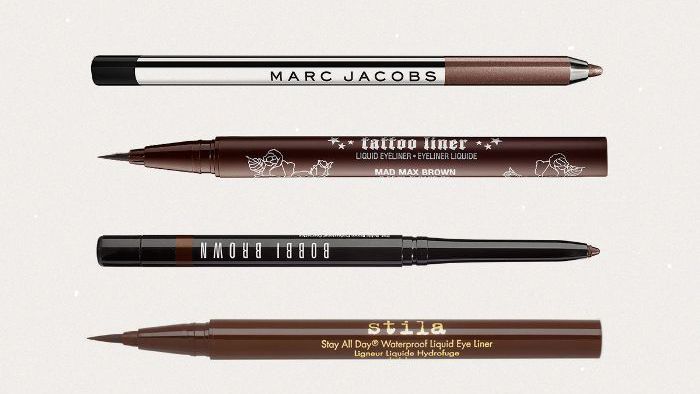 MARC JACOBS
tattoo liner
LIQUID EYELINER • EYELINER LIQUIDE
MAD MAX BROWN
BOBBI BROWN
stila
Stay All Day® Waterproof Liquid Eye Liner
Ligneur Liquide Hydrofuge